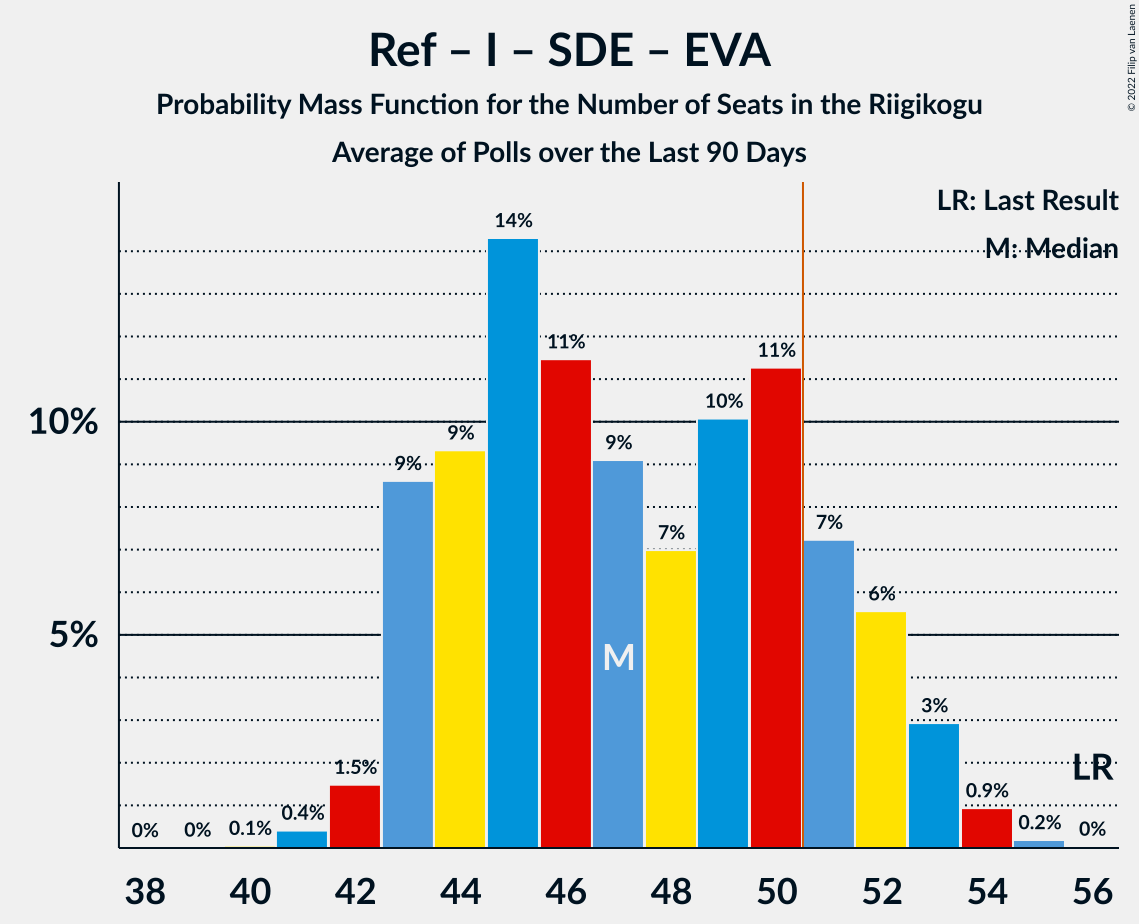 Ref – I – SDE – EVA
Probability Mass Function for the Number of Seats in the Riigikogu
Average of Polls over the Last 90 Days
© 2022 Filip van Laenen
LR: Last Result
M: Median
14%
11%
11%
10%
10%
9%
9%
9%
7%
7%
6%
5%
M
3%
LR
1.5%
0.9%
0.4%
0.2%
0%
0%
0.1%
0%
38 40 42 44 46 48 50 52 54 56